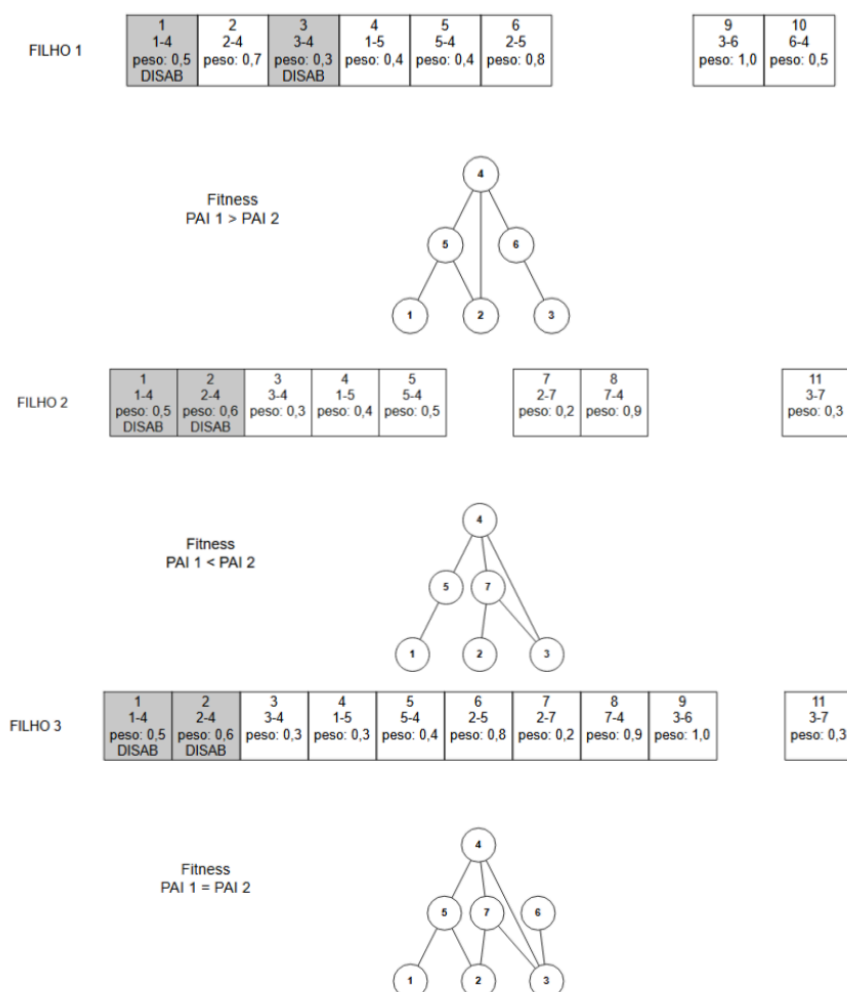 FILHO 1
1 2 3 4 5 6 9 10
1-4 2-4 3-4 1-5 5-4 2-5 3-6 6-4
peso: 0,5 peso: 0,7 peso: 0,3 peso: 0,4 peso: 0,4 peso: 0,8 peso: 1,0 peso: 0,5
DISAB DISAB
Fitness
PAI 1 > PAI 2
4
5 6
1 2 3
FILHO 2
1 2 3 4 5 7 8 11
1-4 2-4 3-4 1-5 5-4 2-7 7-4 3-7
peso: 0,5 peso: 0,6 peso: 0,3 peso: 0,4 peso: 0,5 peso: 0,2 peso: 0,9 peso: 0,3
DISAB DISAB
Fitness
PAI 1 < PAI 2
4
5 7
1 2 3
FILHO 3
1 2 3 4 5 6 7 8 9 11
1-4 2-4 3-4 1-5 5-4 2-5 2-7 7-4 3-6 3-7
peso: 0,5 peso: 0,6 peso: 0,3 peso: 0,3 peso: 0,4 peso: 0,8 peso: 0,2 peso: 0,9 peso: 1,0 peso: 0,3
DISAB DISAB
Fitness
PAI 1 = PAI 2
4
5 7 6
1 2 3